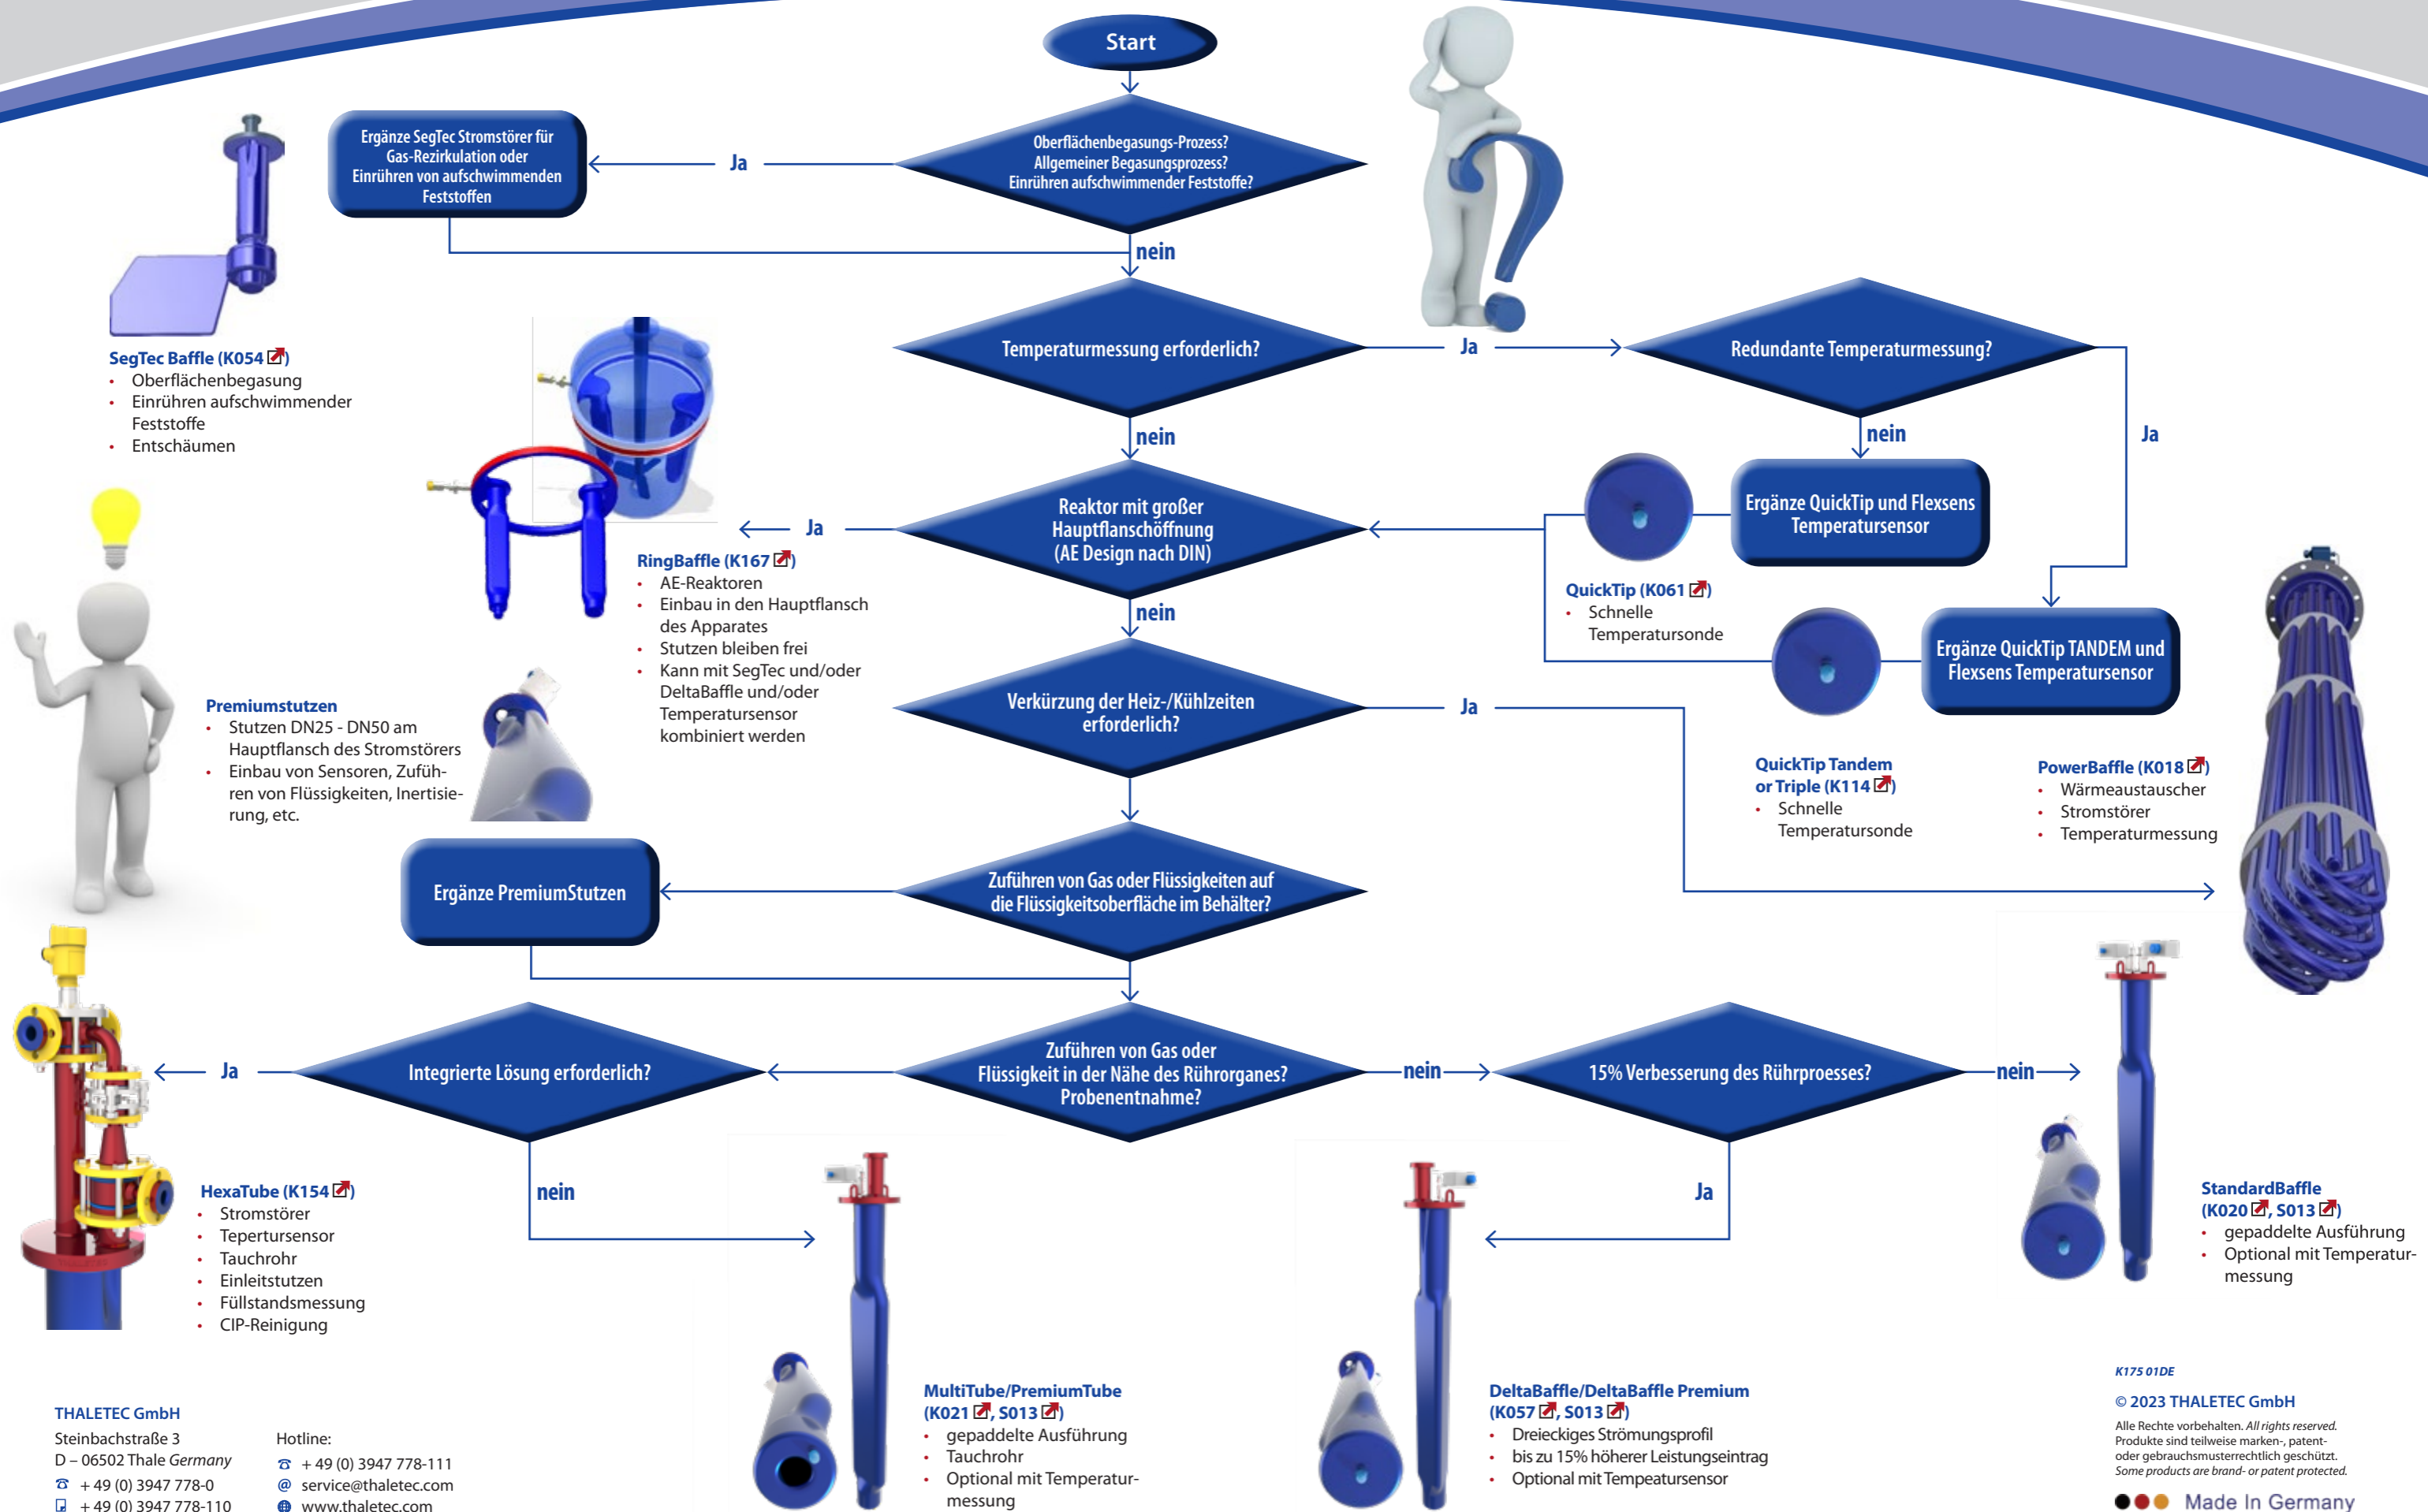 Start
Oberflächenbegasungs-Prozess?
Allgemeiner Begasungsprozess?
Einrühren aufschwimmender Feststoffe?
Ja
Ergänze SegTec Stromstörer für
Gas-Rezirkulation oder
Einrühren von aufschwimmenden
Feststoffen
nein
SegTec Baffle (K054)
• Oberflächenbegasung
• Einrühren aufschwimmender
Feststoffe
• Entschäumen
Temperaturmessung erforderlich?
Ja
Redundante Temperaturmessung?
nein
nein
Ja
Reaktor mit großer
Hauptflanschöffnung
(AE Design nach DIN)
Ja
Ergänze QuickTip und Flexsens
Temperatursensor
RingBaffle (K167)
• AE-Reaktoren
• Einbau in den Hauptflansch
des Apparates
• Stutzen bleiben frei
• Kann mit SegTec und/oder
DeltaBaffle und/oder
Temperatursensor
kombiniert werden
QuickTip (K061)
• Schnelle
Temperatursonde
nein
Ergänze QuickTip TANDEM und
Flexsens Temperatursensor
Premiumstutzen
• Stutzen DN25 - DN50 am
Hauptflansch des Stromstörers
• Einbau von Sensoren, Zufüh-
ren von Flüssigkeiten, Inertisie-
rung, etc.
Verkürzung der Heiz-/Kühlzeiten
erforderlich?
Ja
QuickTip Tandem
or Triple (K114)
• Schnelle
Temperatursonde
PowerBaffle (K018)
• Wärmeaustauscher
• Stromstörer
• Temperaturmessung
Ergänze PremiumStutzen
Zuführen von Gas oder Flüssigkeiten auf
die Flüssigkeitsoberfläche im Behälter?
Ja
Integrierte Lösung erforderlich?
Zuführen von Gas oder
Flüssigkeit in der Nähe des Rührorganes?
Probenentnahme?
nein
15% Verbesserung des Rührproesses?
nein
HexaTube (K154)
• Stromstörer
• Tepertursensor
• Tauchrohr
• Einleitstutzen
• Füllstandsmessung
• CIP-Reinigung
nein
Ja
StandardBaffle
(K020, S013)
• gepaddelte Ausführung
• Optional mit Temperatur-
messung
MultiTube/PremiumTube
(K021, S013)
• gepaddelte Ausführung
• Tauchrohr
• Optional mit Temperatur-
messung
DeltaBaffle/DeltaBaffle Premium
(K057, S013)
• Dreieckiges Strömungsprofil
• bis zu 15% höherer Leistungseintrag
• Optional mit Tempeatursensor
THALETEC GmbH
Steinbachstraße 3
D – 06502 Thale Germany
+ 49 (0) 3947 778-0
+ 49 (0) 3947 778-110
Hotline:
+ 49 (0) 3947 778-111
@ service@thaletec.com
www.thaletec.com
K175 01DE
© 2023 THALETEC GmbH
Alle Rechte vorbehalten. All rights reserved.
Produkte sind teilweise marken-, patent-
oder gebrauchsmusterrechtlich geschützt.
Some products are brand- or patent protected.
Made In Germany